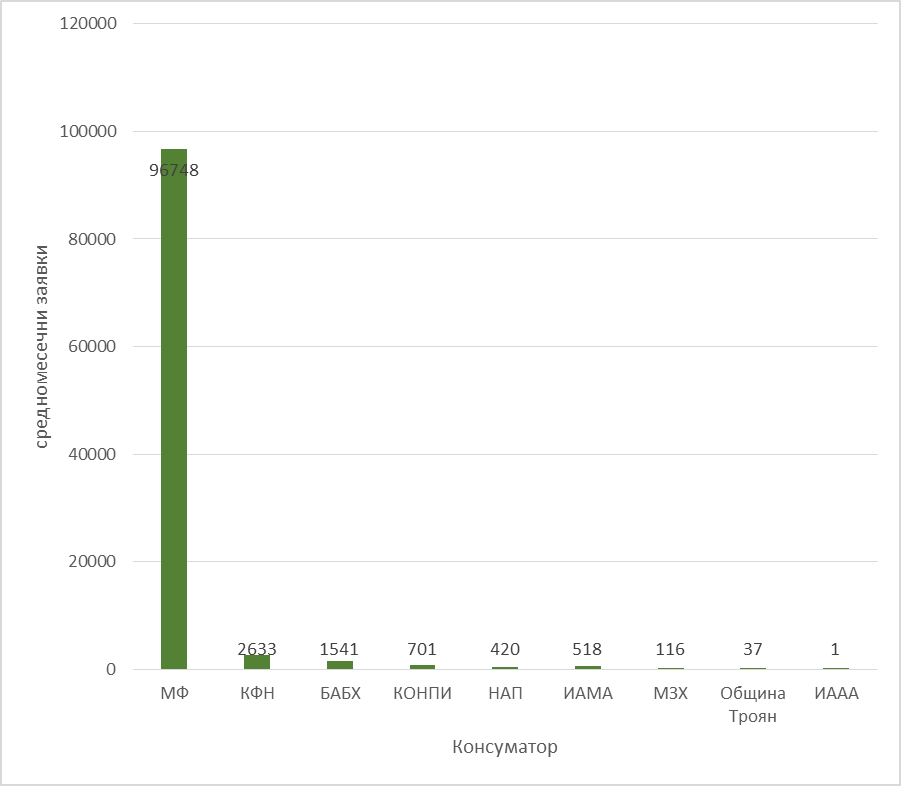 120000
100000
80000
60000
40000
20000
0
средномесечни заявки
96748
2633
1541
701
420
518
116
37
1
МФ
КФН
БАБХ
КОНПИ
НАП
ИАМА
МЗХ
Община
Троян
ИААА
Консуматор